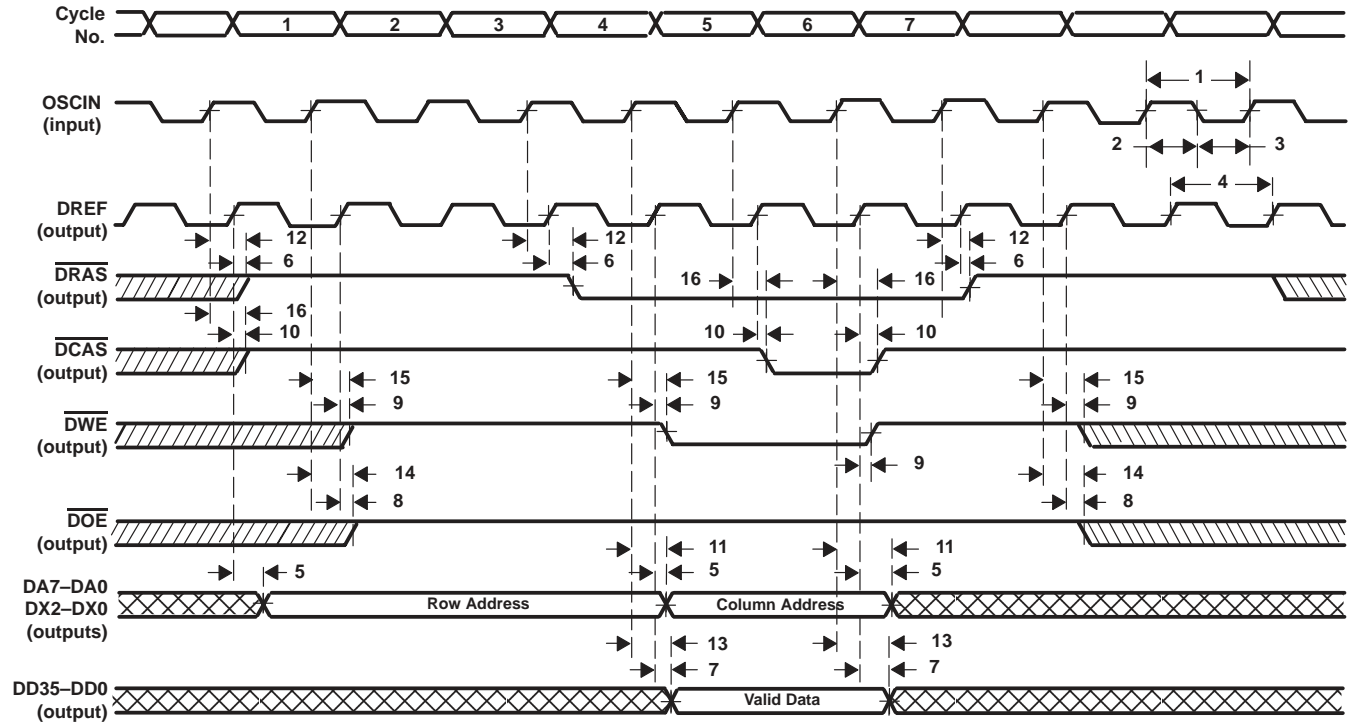 Cycle
No.
1 2 3 4 5 6 7
1
OSCIN
(input)
2 3
4
DREF
(output)
12 12 12
6 6 6
DRAS
(output)
16 16
16
10 10 10
DCAS
(output)
15 15 15
9 9 9
DWE
(output)
9
14 14
8 8
DOE
(output)
11 11
5 5 5
DA7–DA0
DX2–DX0
(outputs)
Row Address Column Address
13 13
7 7
DD35–DD0
(output)
Valid Data